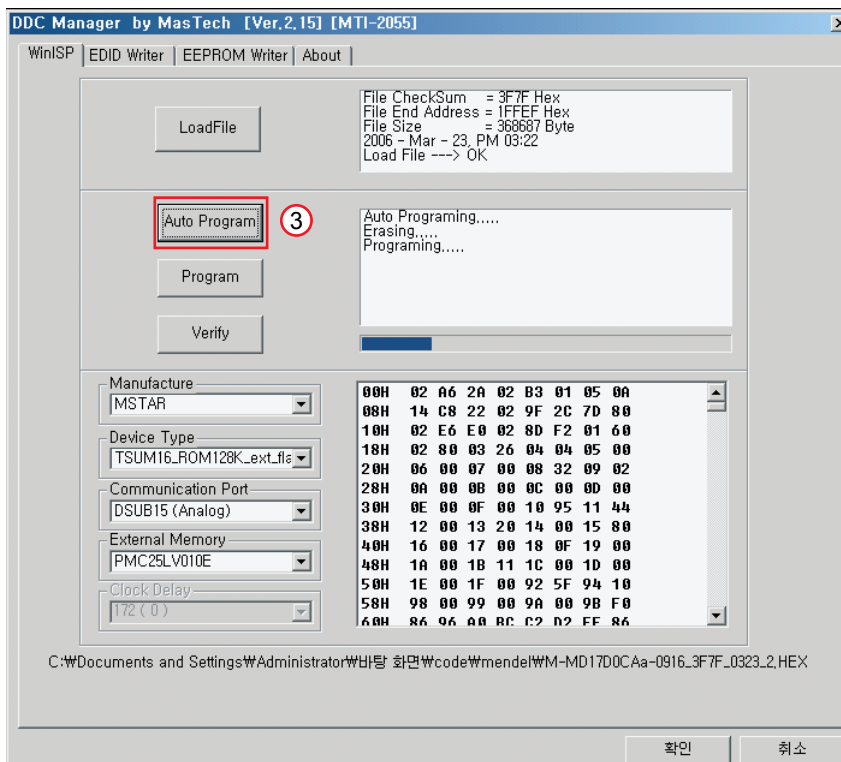 DDC Manager by MasTech [Ver,2,15] [MTI-2055]
WinISP EDID Writer EEPROM Writer About
LoadFile
File CheckSum = 3F7F Hex
File End Address = 1FFEF Hex
File Size = 368687 Byte
2006 - Mar - 23, PM 03:22
Load File ---> OK
Auto Program ③
Program
Verify
Auto Programing,....
Erasing,....
Programing,....
Manufacture
MSTAR
Device Type
TSUM16_ROM128K_ext_fla
Communication Port
DSUB15 (Analog)
External Memory
PMC25LV010E
Clock Delay
172 ( 0 )
00H 02 A6 2A 02 B3 01 05 0A
08H 14 C8 22 02 9F 2C 7D 80
10H 02 E6 E0 02 8D F2 01 60
18H 02 80 03 26 04 04 05 00
20H 06 00 07 00 08 32 09 02
28H 0A 00 0B 00 0C 00 0D 00
30H 0E 00 0F 00 10 95 11 44
38H 12 00 13 20 14 00 15 80
40H 16 00 17 00 18 0F 19 00
48H 1A 00 1B 11 1C 00 1D 00
50H 1E 00 1F 00 92 5F 94 10
58H 98 00 99 00 9A 00 9B F0
60H 86 96 A0 BC C2 D2 EE 86
C:₩Documents and Settings₩Administrator₩바탕 화면₩code₩mendel₩M-MD17D0CAa-0916_3F7F_0323_2,HEX
확인 취소